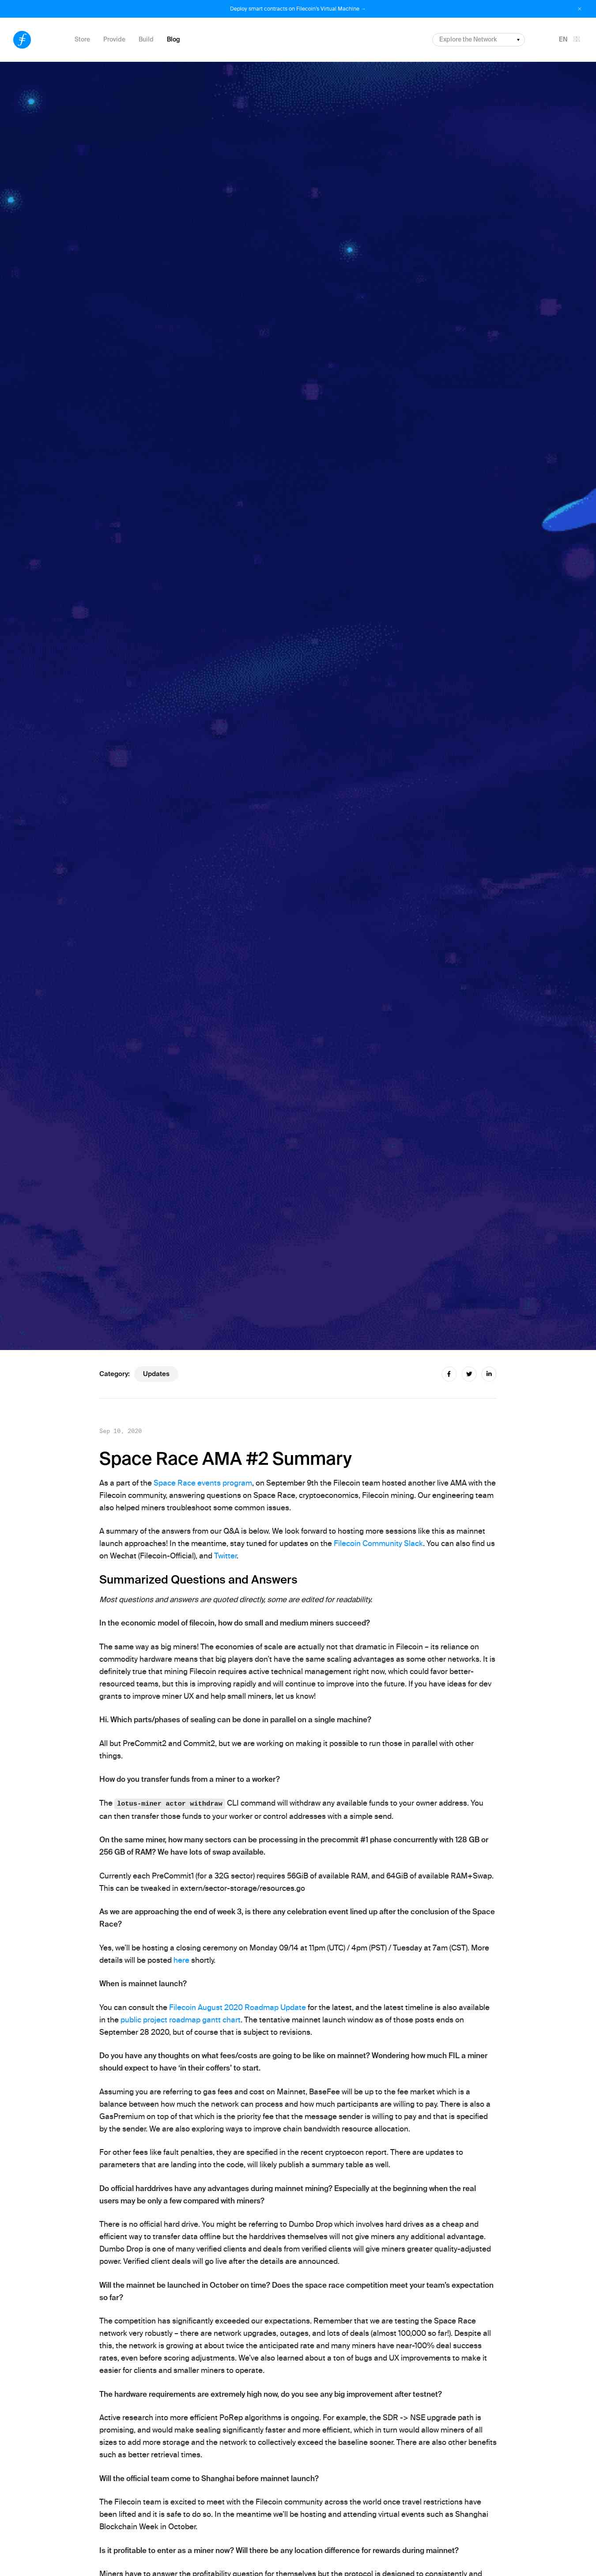 Deploy smart contracts on Filecoin's Virtual Machine →
Store
Provide
Build
Blog
Explore the Network
EN
Category:
Updates
Sep 10, 2020
Space Race AMA #2 Summary
As a part of the Space Race events program, on September 9th the Filecoin team hosted another live AMA with the
Filecoin community, answering questions on Space Race, cryptoeconomics, Filecoin mining. Our engineering team
also helped miners troubleshoot some common issues.
A summary of the answers from our Q&A is below. We look forward to hosting more sessions like this as mainnet
launch approaches! In the meantime, stay tuned for updates on the Filecoin Community Slack. You can also find us
on Wechat (Filecoin-Official), and Twitter.
Summarized Questions and Answers
Most questions and answers are quoted directly, some are edited for readability.
In the economic model of filecoin, how do small and medium miners succeed?
The same way as big miners! The economies of scale are actually not that dramatic in Filecoin – its reliance on
commodity hardware means that big players don't have the same scaling advantages as some other networks. It is
definitely true that mining Filecoin requires active technical management right now, which could favor better-
resourced teams, but this is improving rapidly and will continue to improve into the future. If you have ideas for dev
grants to improve miner UX and help small miners, let us know!
Hi. Which parts/phases of sealing can be done in parallel on a single machine?
All but PreCommit2 and Commit2, but we are working on making it possible to run those in parallel with other
things.
How do you transfer funds from a miner to a worker?
The lotus-miner actor withdraw CLI command will withdraw any available funds to your owner address. You
can then transfer those funds to your worker or control addresses with a simple send.
On the same miner, how many sectors can be processing in the precommit #1 phase concurrently with 128 GB or
256 GB of RAM? We have lots of swap available.
Currently each PreCommit1 (for a 32G sector) requires 56GiB of available RAM, and 64GiB of available RAM+Swap.
This can be tweaked in extern/sector-storage/resources.go
As we are approaching the end of week 3, is there any celebration event lined up after the conclusion of the Space
Race?
Yes, we'll be hosting a closing ceremony on Monday 09/14 at 11pm (UTC) / 4pm (PST) / Tuesday at 7am (CST). More
details will be posted here shortly.
When is mainnet launch?
You can consult the Filecoin August 2020 Roadmap Update for the latest, and the latest timeline is also available
in the public project roadmap gantt chart. The tentative mainnet launch window as of those posts ends on
September 28 2020, but of course that is subject to revisions.
Do you have any thoughts on what fees/costs are going to be like on mainnet? Wondering how much FIL a miner
should expect to have 'in their coffers' to start.
Assuming you are referring to gas fees and cost on Mainnet, BaseFee will be up to the fee market which is a
balance between how much the network can process and how much participants are willing to pay. There is also a
GasPremium on top of that which is the priority fee that the message sender is willing to pay and that is specified
by the sender. We are also exploring ways to improve chain bandwidth resource allocation.
For other fees like fault penalties, they are specified in the recent cryptoecon report. There are updates to
parameters that are landing into the code, will likely publish a summary table as well.
Do official harddrives have any advantages during mainnet mining? Especially at the beginning when the real
users may be only a few compared with miners?
There is no official hard drive. You might be referring to Dumbo Drop which involves hard drives as a cheap and
efficient way to transfer data offline but the harddrives themselves will not give miners any additional advantage.
Dumbo Drop is one of many verified clients and deals from verified clients will give miners greater quality-adjusted
power. Verified client deals will go live after the details are announced.
Will the mainnet be launched in October on time? Does the space race competition meet your team's expectation
so far?
The competition has significantly exceeded our expectations. Remember that we are testing the Space Race
network very robustly – there are network upgrades, outages, and lots of deals (almost 100,000 so far!). Despite all
this, the network is growing at about twice the anticipated rate and many miners have near-100% deal success
rates, even before scoring adjustments. We've also learned about a ton of bugs and UX improvements to make it
easier for clients and smaller miners to operate.
The hardware requirements are extremely high now, do you see any big improvement after testnet?
Active research into more efficient PoRep algorithms is ongoing. For example, the SDR -> NSE upgrade path is
promising, and would make sealing significantly faster and more efficient, which in turn would allow miners of all
sizes to add more storage and the network to collectively exceed the baseline sooner. There are also other benefits
such as better retrieval times.
Will the official team come to Shanghai before mainnet launch?
The Filecoin team is excited to meet with the Filecoin community across the world once travel restrictions have
been lifted and it is safe to do so. In the meantime we'll be hosting and attending virtual events such as Shanghai
Blockchain Week in October.
Is it profitable to enter as a miner now? Will there be any location difference for rewards during mainnet?
Miners have to answer the profitability question for themselves but the protocol is designed to consistently and